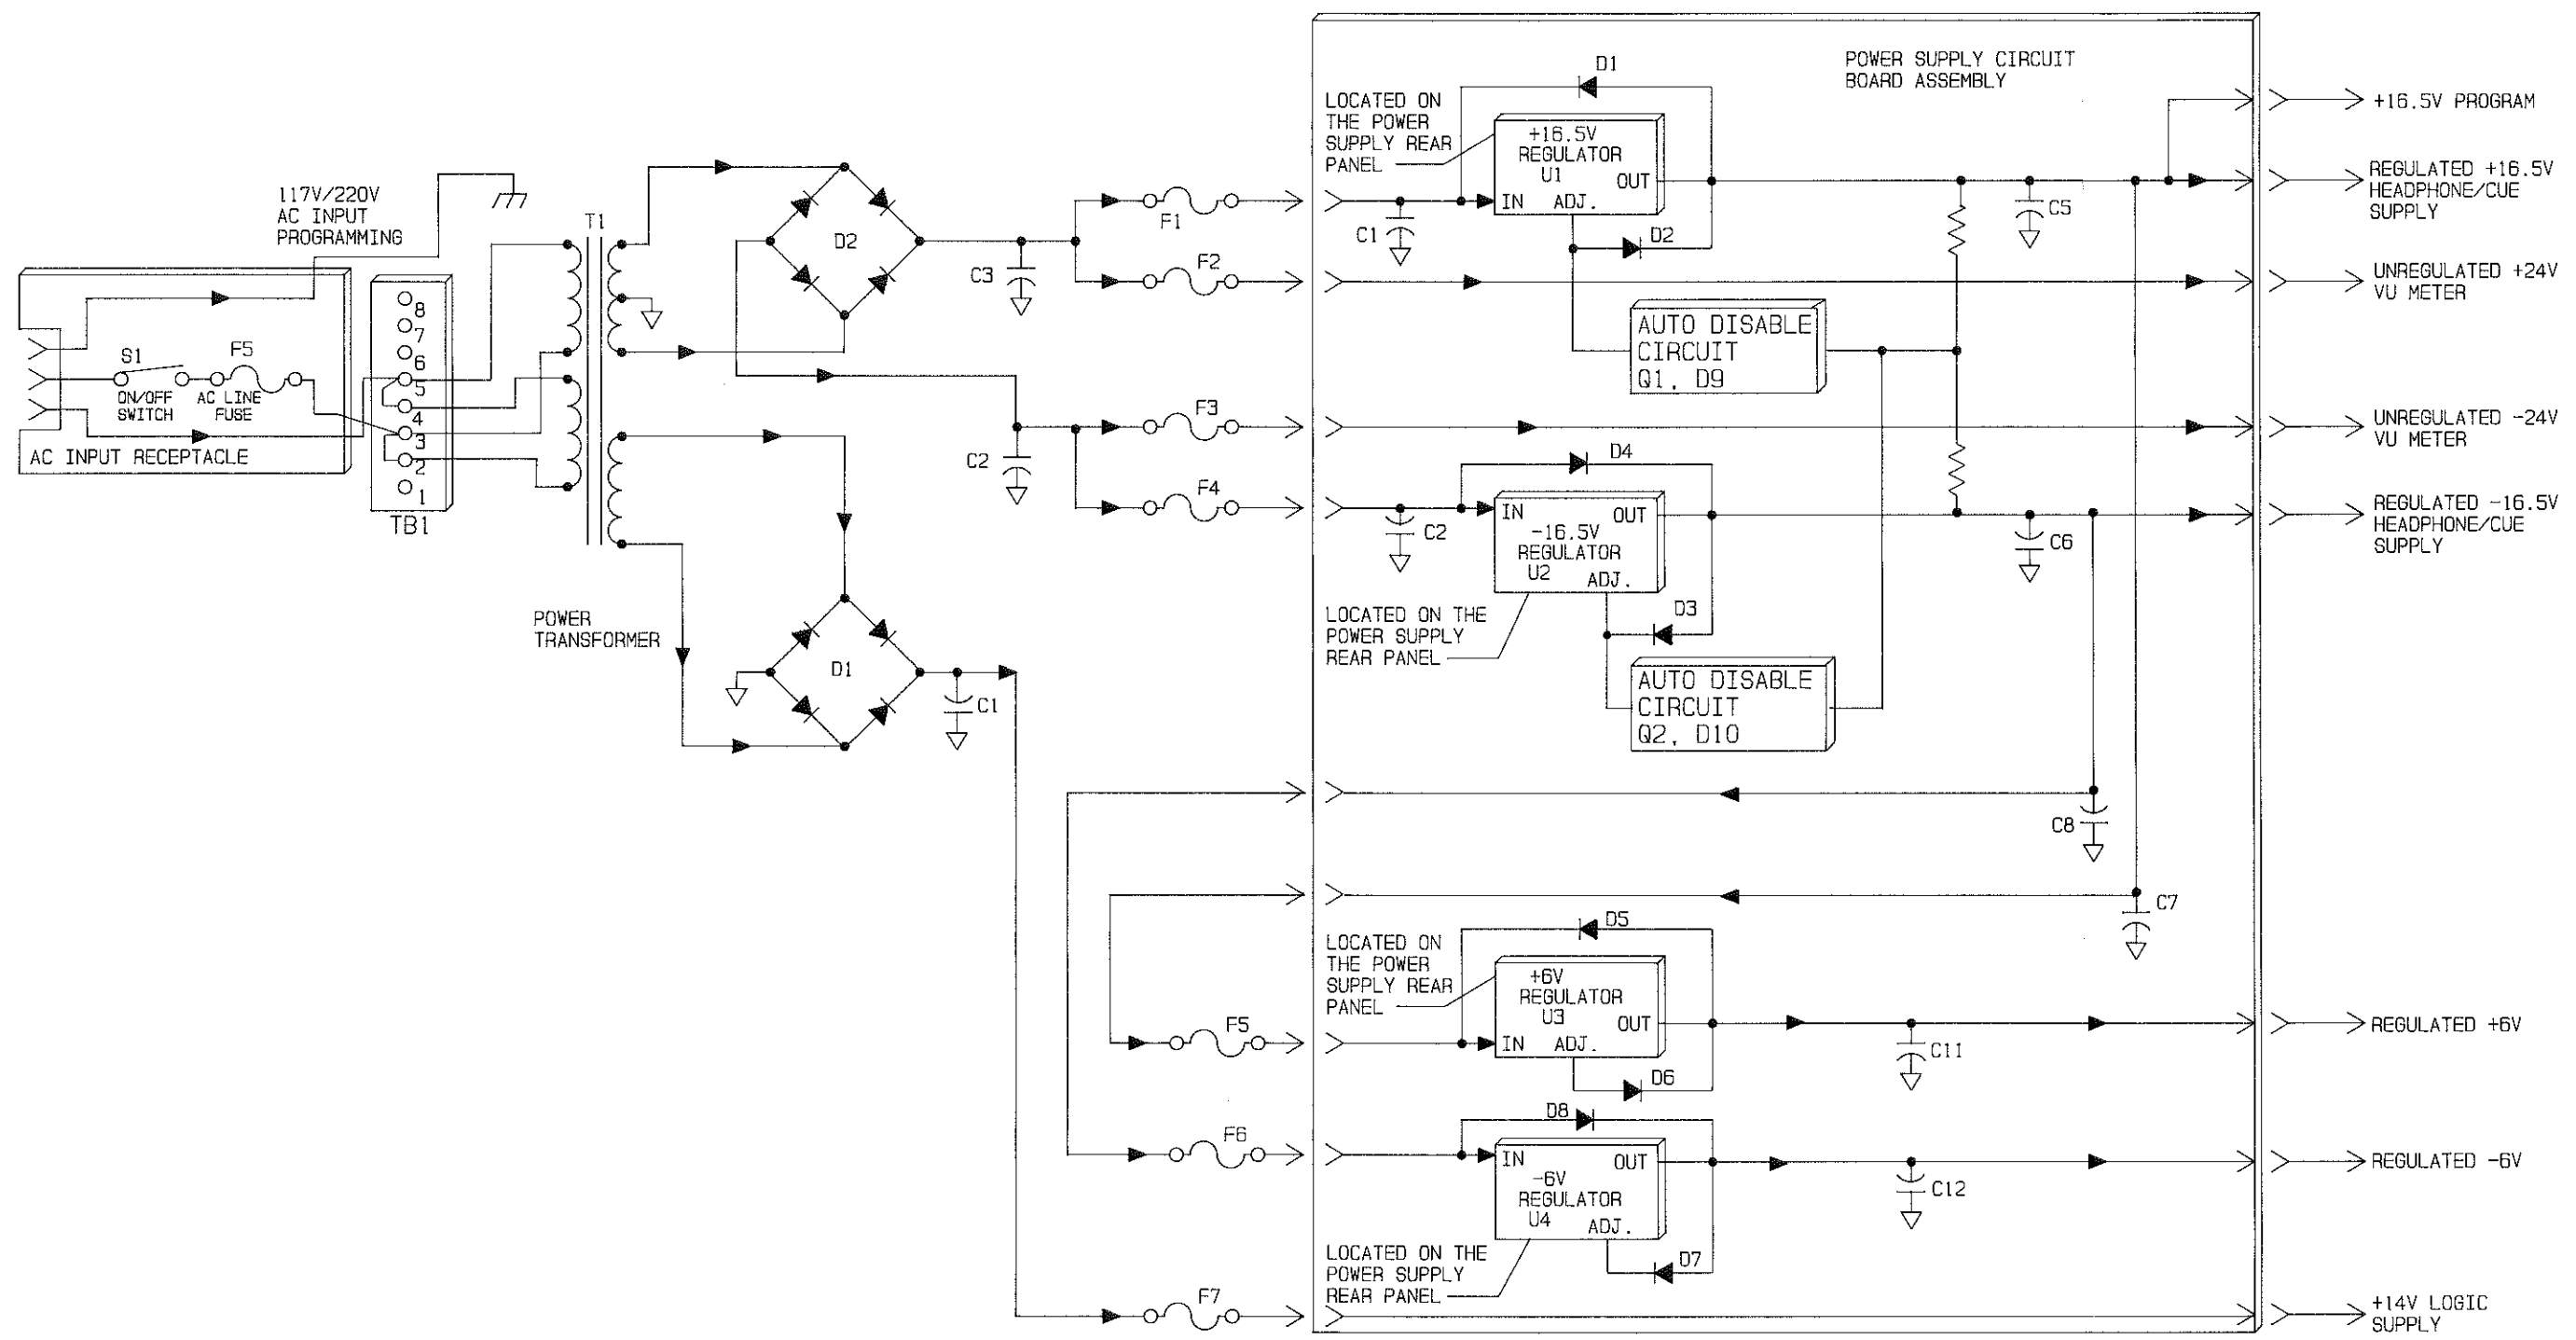 POWER SUPPLY CIRCUIT
BOARD ASSEMBLY
D1
LOCATED ON
THE POWER
SUPPLY REAR
PANEL
+16.5V
REGULATOR
U1
OUT
IN
ADJ.
+16.5V PROGRAM
REGULATED +16.5V
HEADPHONE/CUE
SUPPLY
117V/220V
AC INPUT
PROGRAMMING
T1
D2
F1
C1
D2
C5
C3
F2
UNREGULATED +24V
VU METER
8
7
6
5
4
3
2
1
TB1
S1
ON/OFF
SWITCH
F5
AC LINE
FUSE
AC INPUT RECEPTACLE
AUTO DISABLE
CIRCUIT
Q1, D9
F3
UNREGULATED -24V
VU METER
C2
F4
D4
C2
IN
OUT
-16.5V
REGULATOR
U2
ADJ.
C6
REGULATED -16.5V
HEADPHONE/CUE
SUPPLY
POWER
TRANSFORMER
D1
C1
LOCATED ON THE
POWER SUPPLY
REAR PANEL
D3
AUTO DISABLE
CIRCUIT
Q2, D10
C8
C7
D5
LOCATED ON
THE POWER
SUPPLY REAR
PANEL
+6V
REGULATOR
U3
OUT
IN
ADJ.
F5
D6
C11
REGULATED +6V
D8
F6
IN
OUT
-6V
REGULATOR
U4
ADJ.
C12
REGULATED -6V
LOCATED ON THE
POWER SUPPLY
REAR PANEL
D7
F7
+14V LOGIC
SUPPLY